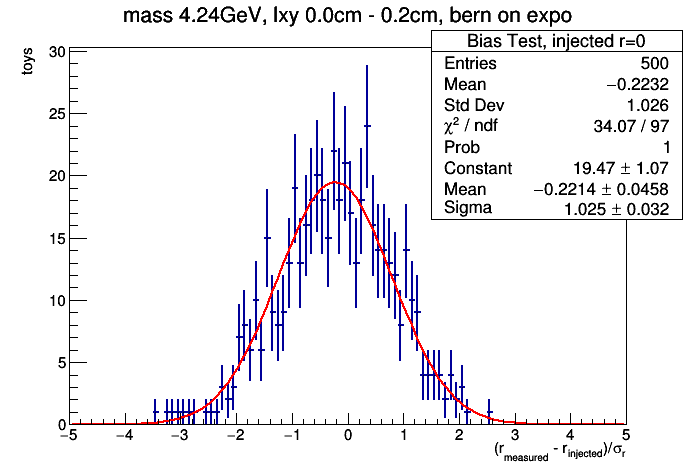 mass 4.24GeV, lxy 0.0cm - 0.2cm, bern on expo
Bias Test, injected r=0
Entries 500
Mean −0.2232
Std Dev 1.026
χ² / ndf 34.07 / 97
Prob 1
Constant 19.47 ± 1.07
Mean −0.2214 ± 0.0458
Sigma 1.025 ± 0.032
toys
30
25
20
15
10
5
0
−5 −4 −3 −2 −1 0 1 2 3 4 5
(r_measured - r_injected)/σ_r